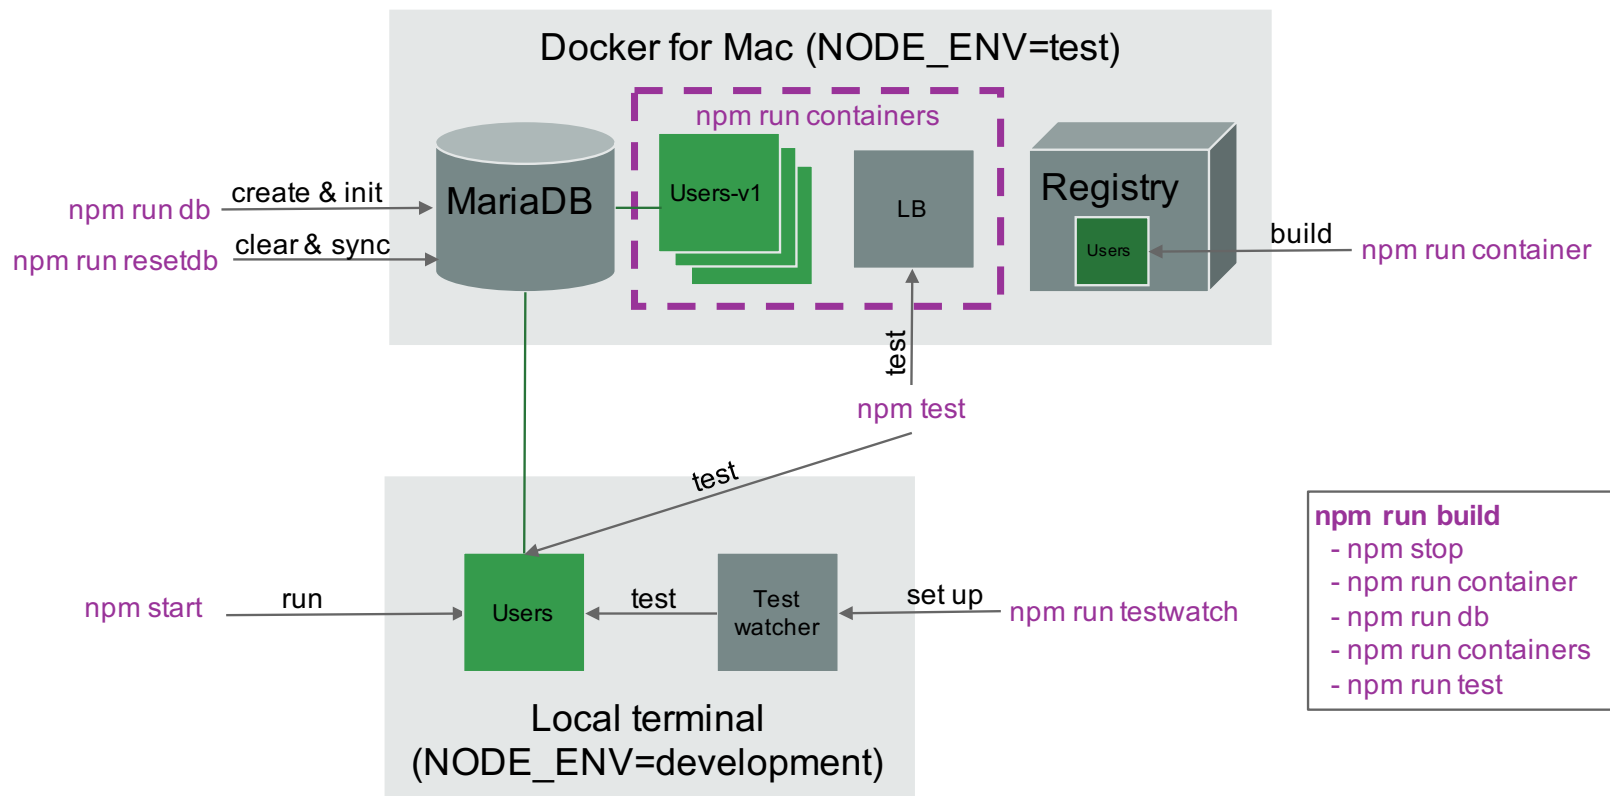 Docker for Mac (NODE_ENV=test)
npm run containers
MariaDB
Users-v1
LB
Registry
Users
npm run db
create & init
npm run resetdb
clear & sync
build
npm run container
test
npm test
test
npm start
run
Users
test
Test
watcher
set up
npm run testwatch
Local terminal
(NODE_ENV=development)
npm run build
- npm stop
- npm run container
- npm run db
- npm run containers
- npm run test